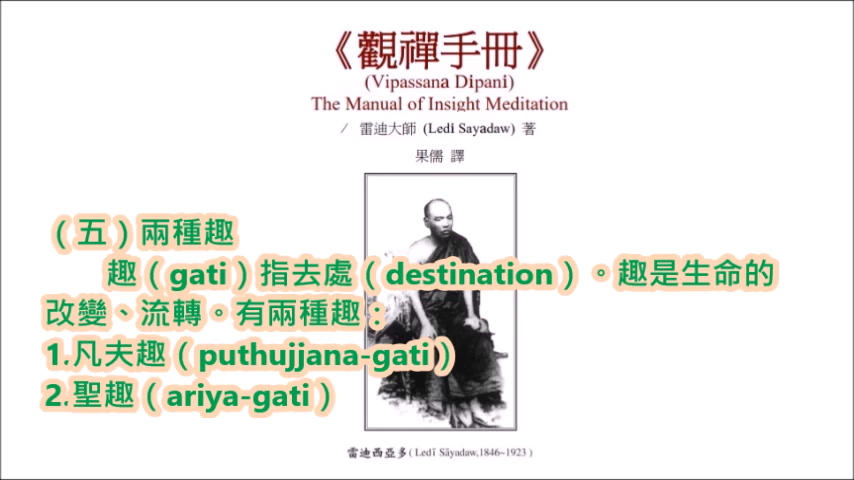 《觀禪手冊》
(Vipassana Dīpanī)
The Manual of Insight Meditation
/ 雷迪大師 (Ledī Sayadaw) 著
果儒 譯
（五）兩種趣
趣（gati）指去處（destination）。趣是生命的
改變、流轉。有兩種趣：
1.凡夫趣（puthujjana-gati）
2.聖趣（ariya-gati）
雷迪西亞多( Ledī Sāyadaw,1846~1923 )